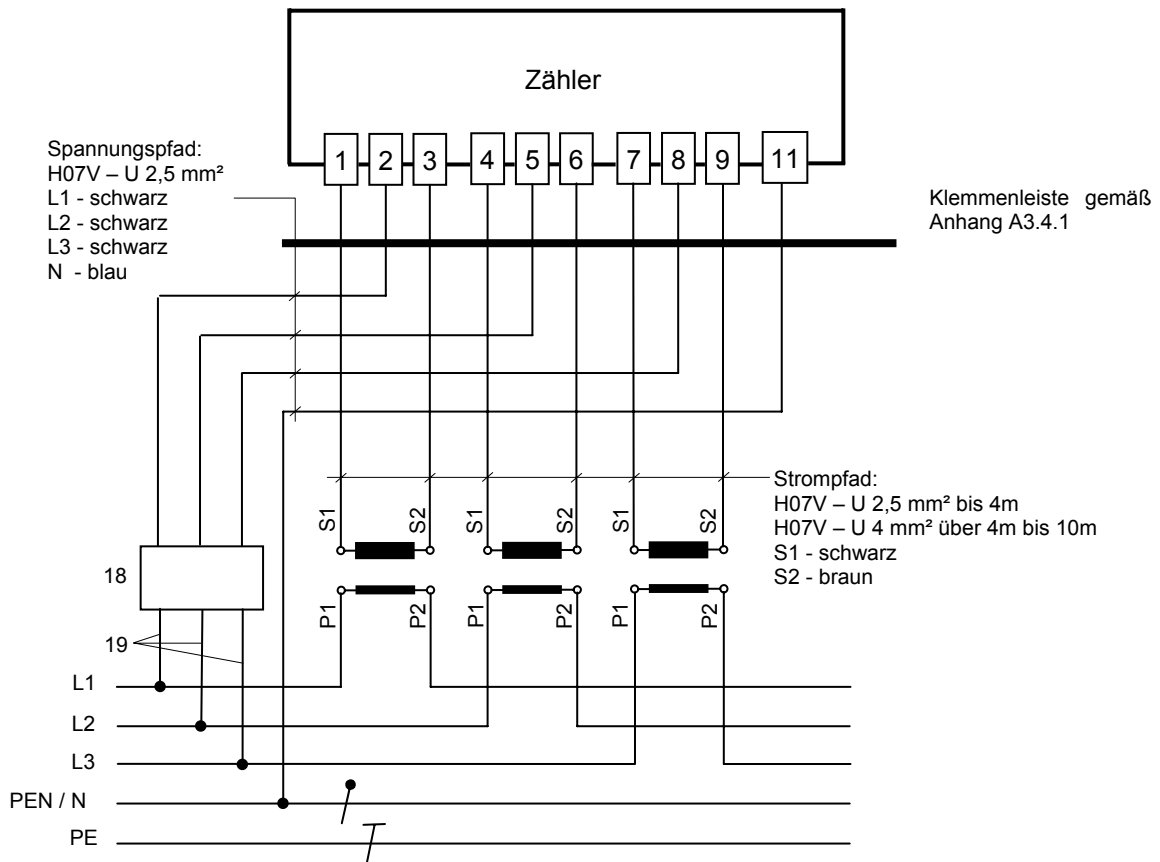 Zähler
1 2 3 4 5 6 7 8 9 11
Spannungspfad:
H07V – U 2,5 mm²
L1 - schwarz
L2 - schwarz
L3 - schwarz
N - blau
Klemmenleiste gemäß
Anhang A3.4.1
Strompfad:
H07V – U 2,5 mm² bis 4m
H07V – U 4 mm² über 4m bis 10m
S1 - schwarz
S2 - braun
S1 S2 S1 S2 S1 S2
P1 P2 P1 P2 P1 P2
18
19
L1
L2
L3
PEN / N
PE